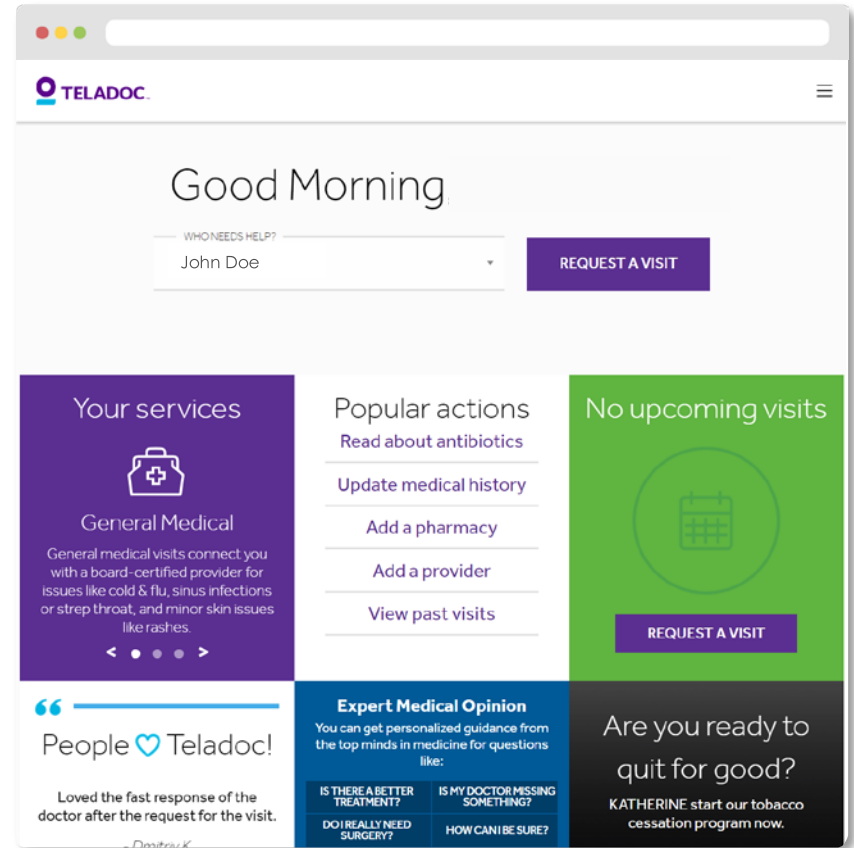 TELADOC.
Good Morning,
WHO NEEDS HELP?
John Doe
REQUEST A VISIT
Your services
General Medical
General medical visits connect you
with a board-certified provider for
issues like cold & flu, sinus infections
or strep throat, and minor skin issues
like rashes.
< >
Popular actions
Read about antibiotics
Update medical history
Add a pharmacy
Add a provider
View past visits
No upcoming visits
REQUEST A VISIT
“
People Teladoc!
Loved the fast response of the
doctor after the request for the visit.
- Dmitriy K
Expert Medical Opinion
You can get personalized guidance from
the top minds in medicine for questions
like:
IS THERE A BETTER
TREATMENT?
IS MY DOCTOR MISSING
SOMETHING?
DO I REALLY NEED
SURGERY?
HOW CAN I BE SURE?
Are you ready to
quit for good?
KATHERINE start our tobacco
cessation program now.